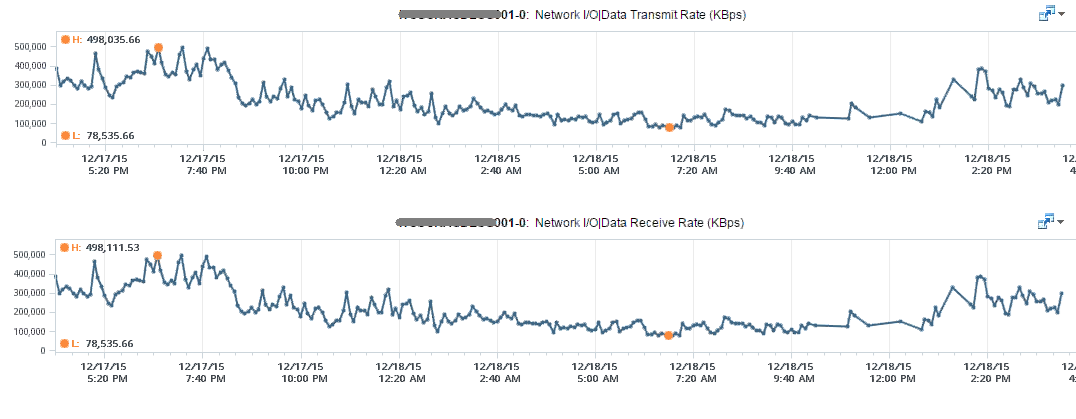 001-0: Network I/O|Data Transmit Rate (KBps)
H: 498,035.66
500,000
400,000
300,000
200,000
100,000
L: 78,535.66
0
12/17/15 12/17/15 12/17/15 12/18/15 12/18/15 12/18/15 12/18/15 12/18/15 12/18/15 12/18/15 12/
5:20 PM 7:40 PM 10:00 PM 12:20 AM 2:40 AM 5:00 AM 7:20 AM 9:40 AM 12:00 PM 2:20 PM 4:
001-0: Network I/O|Data Receive Rate (KBps)
H: 498,111.53
500,000
400,000
300,000
200,000
100,000
L: 78,535.66
0
12/17/15 12/17/15 12/17/15 12/18/15 12/18/15 12/18/15 12/18/15 12/18/15 12/18/15 12/18/15 12/
5:20 PM 7:40 PM 10:00 PM 12:20 AM 2:40 AM 5:00 AM 7:20 AM 9:40 AM 12:00 PM 2:20 PM 4: